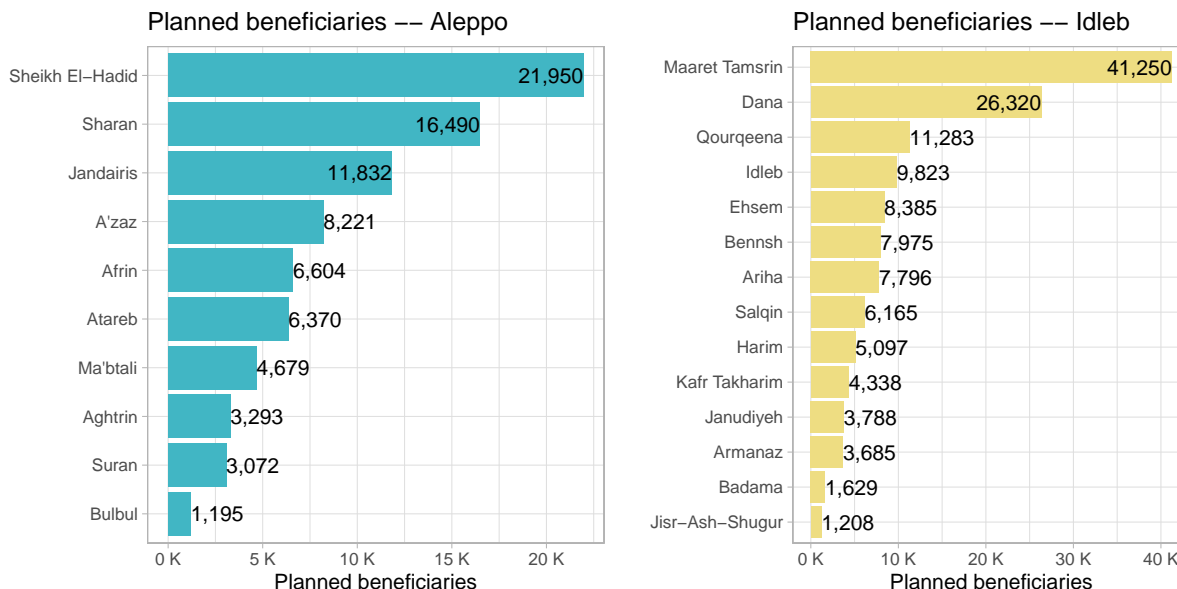 Planned beneficiaries −− Aleppo
Sheikh El−Hadid 21,950
Sharan 16,490
Jandairis 11,832
A'zaz 8,221
Afrin 6,604
Atareb 6,370
Ma'btali 4,679
Aghtrin 3,293
Suran 3,072
Bulbul 1,195
0 K 5 K 10 K 15 K 20 K
Planned beneficiaries
Planned beneficiaries −− Idleb
Maaret Tamsrin 41,250
Dana 26,320
Qourqeena 11,283
Idleb 9,823
Ehsem 8,385
Bennsh 7,975
Ariha 7,796
Salqin 6,165
Harim 5,097
Kafr Takharim 4,338
Janudiyeh 3,788
Armanaz 3,685
Badama 1,629
Jisr−Ash−Shugur 1,208
0 K 10 K 20 K 30 K 40 K
Planned beneficiaries